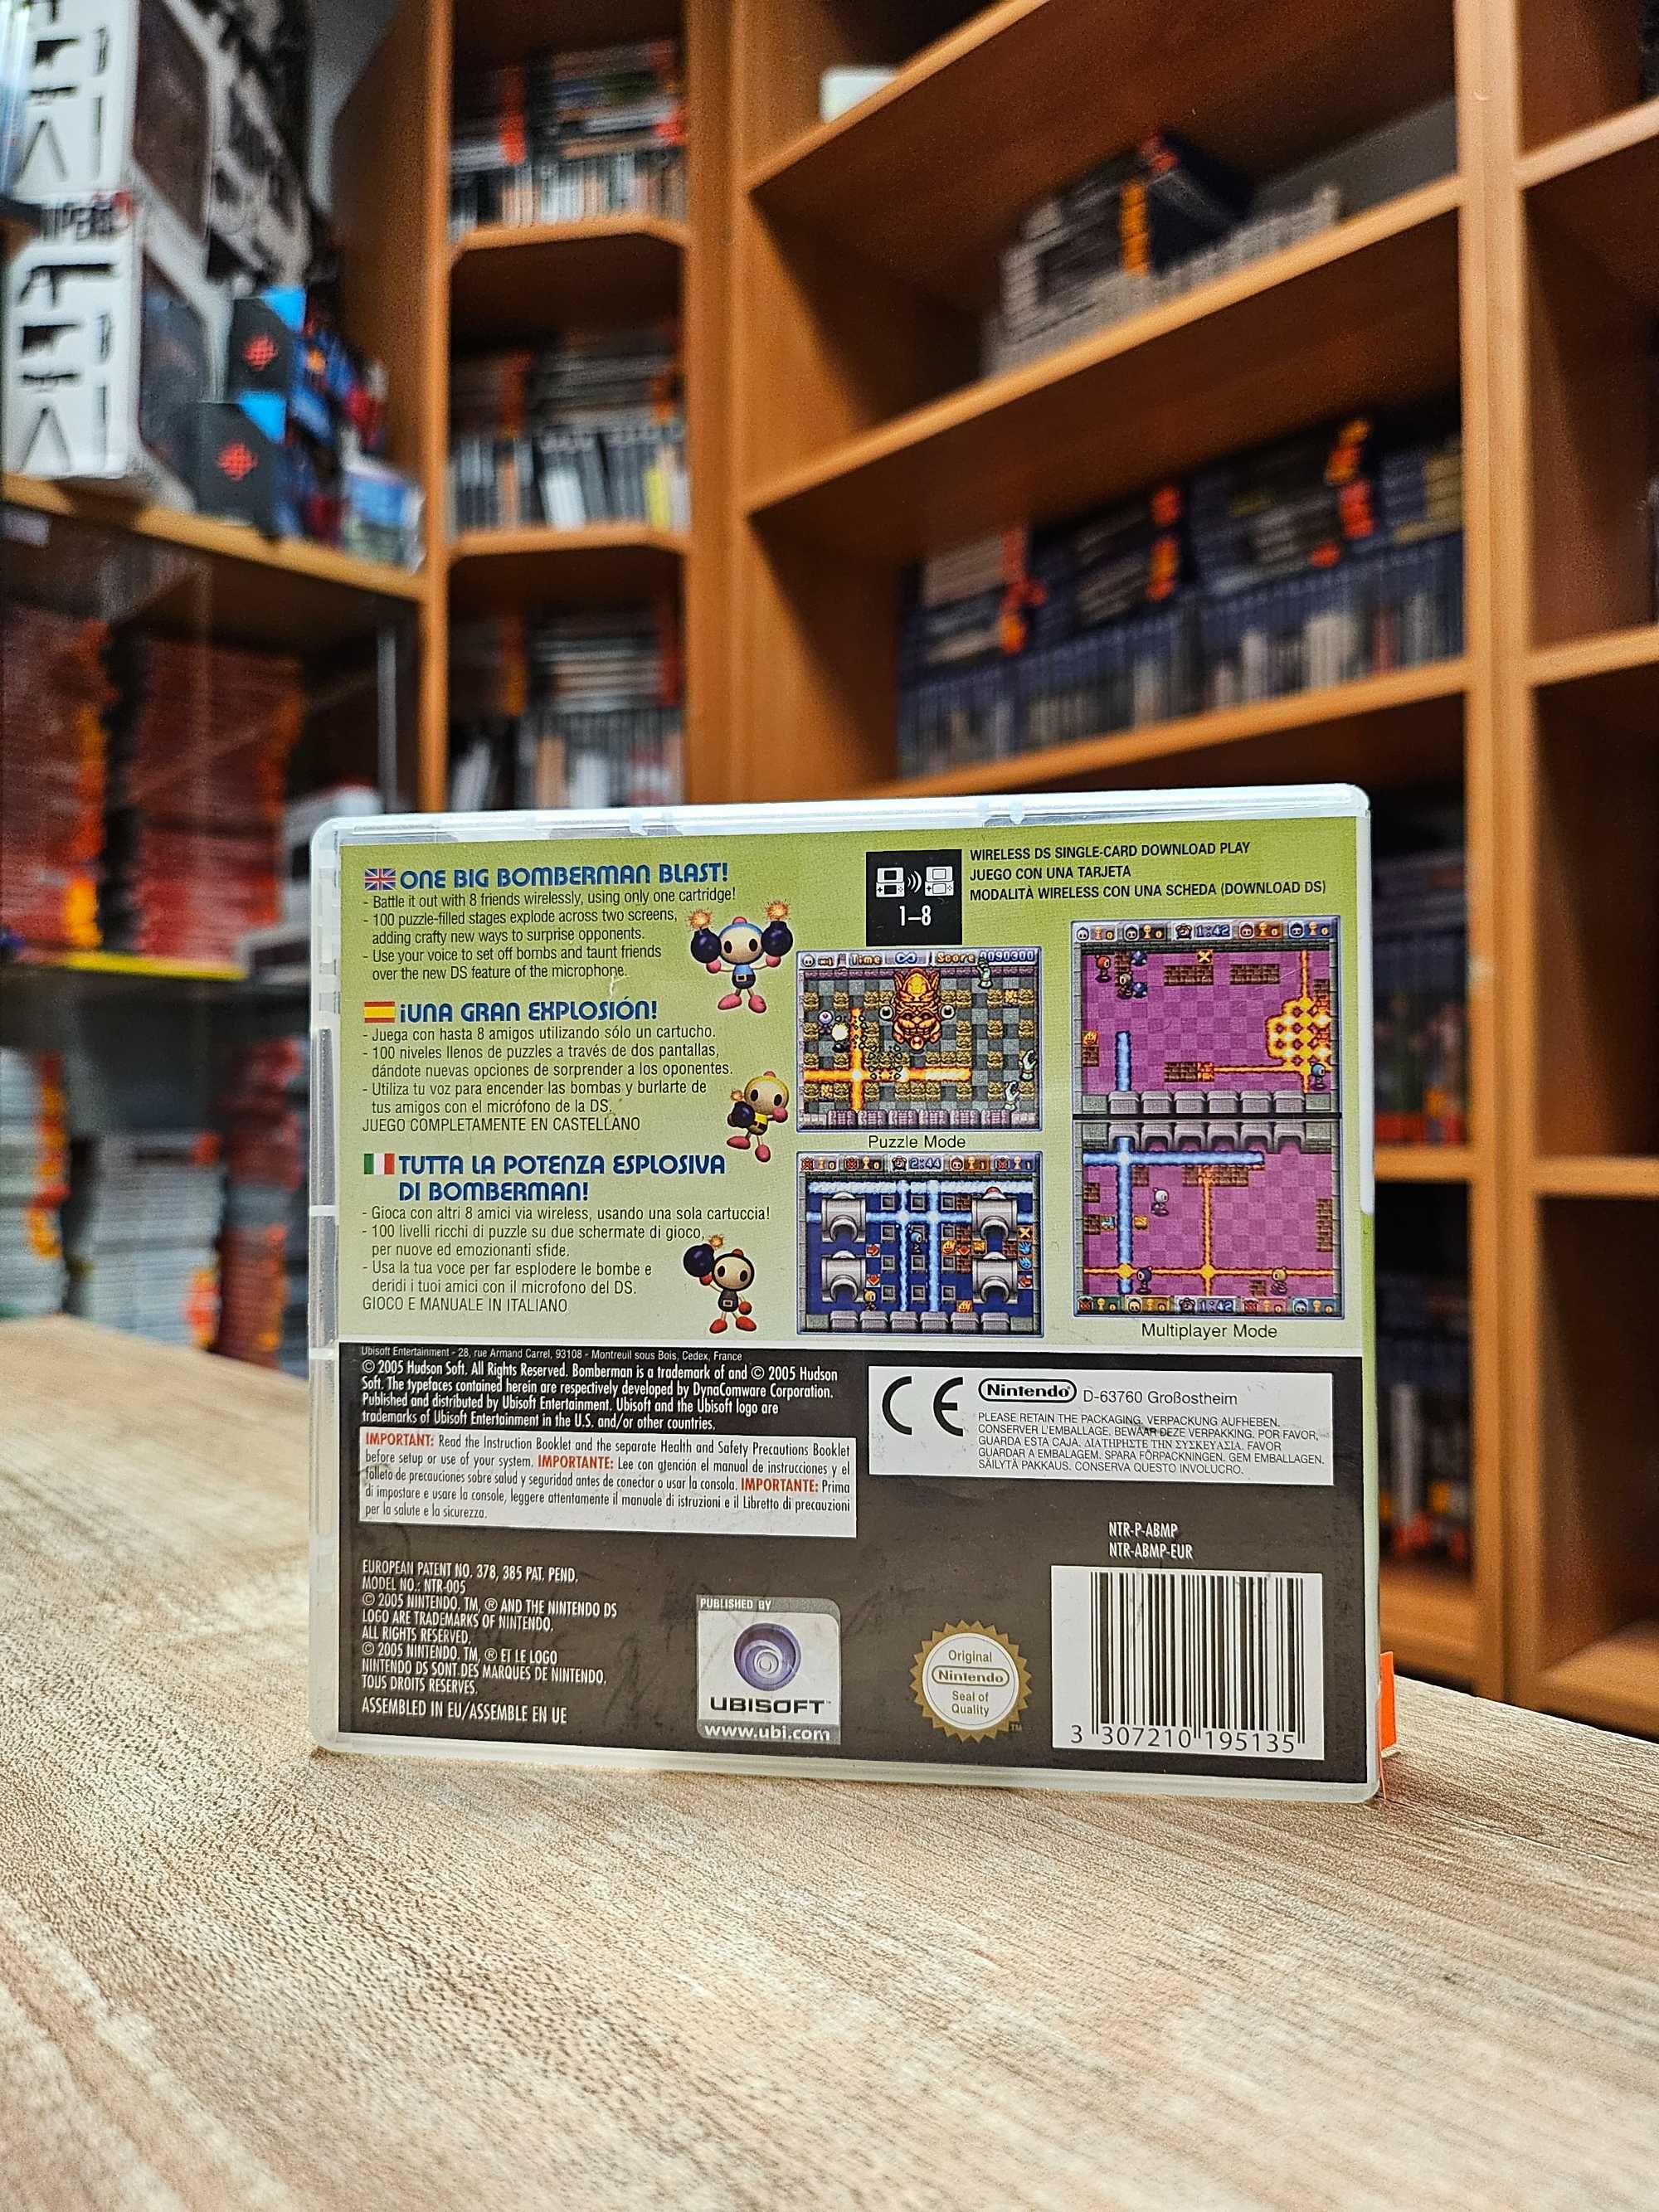 ONE BIG BOMBERMAN BLAST!
- Battle it out with 8 friends wirelessly, using only one cartridge!
- 100 puzzle-filled stages explode across two screens,
adding crafty new ways to surprise opponents.
- Use your voice to set off bombs and taunt friends
over the new DS feature of the microphone.
¡UNA GRAN EXPLOSIÓN!
- Juega con hasta 8 amigos utilizando sólo un cartucho.
- 100 niveles llenos de puzzles a través de dos pantallas,
dándote nuevas opciones de sorprender a los oponentes.
- Utiliza tu voz para encender las bombas y burlarte de
tus amigos con el micrófono de la DS.
JUEGO COMPLETAMENTE EN CASTELLANO
TUTTA LA POTENZA ESPLOSIVA
DI BOMBERMAN!
- Gioca con altri 8 amici via wireless, usando una sola cartuccia!
- 100 livelli ricchi di puzzle su due schermate di gioco,
per nuove ed emozionanti sfide.
- Usa la tua voce per far esplodere le bombe e
deridi i tuoi amici con il microfono del DS.
GIOCO E MANUALE IN ITALIANO
1–8
WIRELESS DS SINGLE-CARD DOWNLOAD PLAY
JUEGO CON UNA TARJETA
MODALITÀ WIRELESS CON UNA SCHEDA (DOWNLOAD DS)
Time Score 0090800
Puzzle Mode
2:44
1:42
1:42
Multiplayer Mode
Ubisoft Entertainment - 28, rue Armand Carrel, 93108 - Montreuil sous Bois, Cedex, France
© 2005 Hudson Soft. All Rights Reserved. Bomberman is a trademark of and © 2005 Hudson
Soft. The typefaces contained herein are respectively developed by DynaComware Corporation.
Published and distributed by Ubisoft Entertainment. Ubisoft and the Ubisoft logo are
trademarks of Ubisoft Entertainment in the U.S. and/or other countries.
IMPORTANT: Read the Instruction Booklet and the separate Health and Safety Precautions Booklet
before setup or use of your system. IMPORTANTE: Lee con atención el manual de instrucciones y el
folleto de precauciones sobre salud y seguridad antes de conectar o usar la consola. IMPORTANTE: Prima
di impostare e usare la console, leggere attentamente il manuale di istruzioni e il Libretto di precauzioni
per la salute e la sicurezza.
CE Nintendo D-63760 Großostheim
PLEASE RETAIN THE PACKAGING. VERPACKUNG AUFHEBEN.
CONSERVER L'EMBALLAGE. BEWAAR DEZE VERPAKKING. POR FAVOR,
GUARDA ESTA CAJA. ΔΙΑΤΗΡΗΣΤΕ ΤΗΝ ΣΥΣΚΕΥΑΣΙΑ. FAVOR
GUARDAR A EMBALAGEM. SPARA FÖRPACKNINGEN. GEM EMBALLAGEN.
SÄILYTÄ PAKKAUS. CONSERVA QUESTO INVOLUCRO.
NTR-P-ABMP
NTR-ABMP-EUR
EUROPEAN PATENT NO. 378, 385 PAT. PEND.
MODEL NO.: NTR-005
© 2005 NINTENDO. TM, ® AND THE NINTENDO DS
LOGO ARE TRADEMARKS OF NINTENDO.
ALL RIGHTS RESERVED.
© 2005 NINTENDO. TM, ® ET LE LOGO
NINTENDO DS SONT DES MARQUES DE NINTENDO.
TOUS DROITS RESERVES.
ASSEMBLED IN EU/ASSEMBLE EN UE
PUBLISHED BY
UBISOFT™
www.ubi.com
Original
Nintendo
Seal of
Quality
TM
3 307210 195135